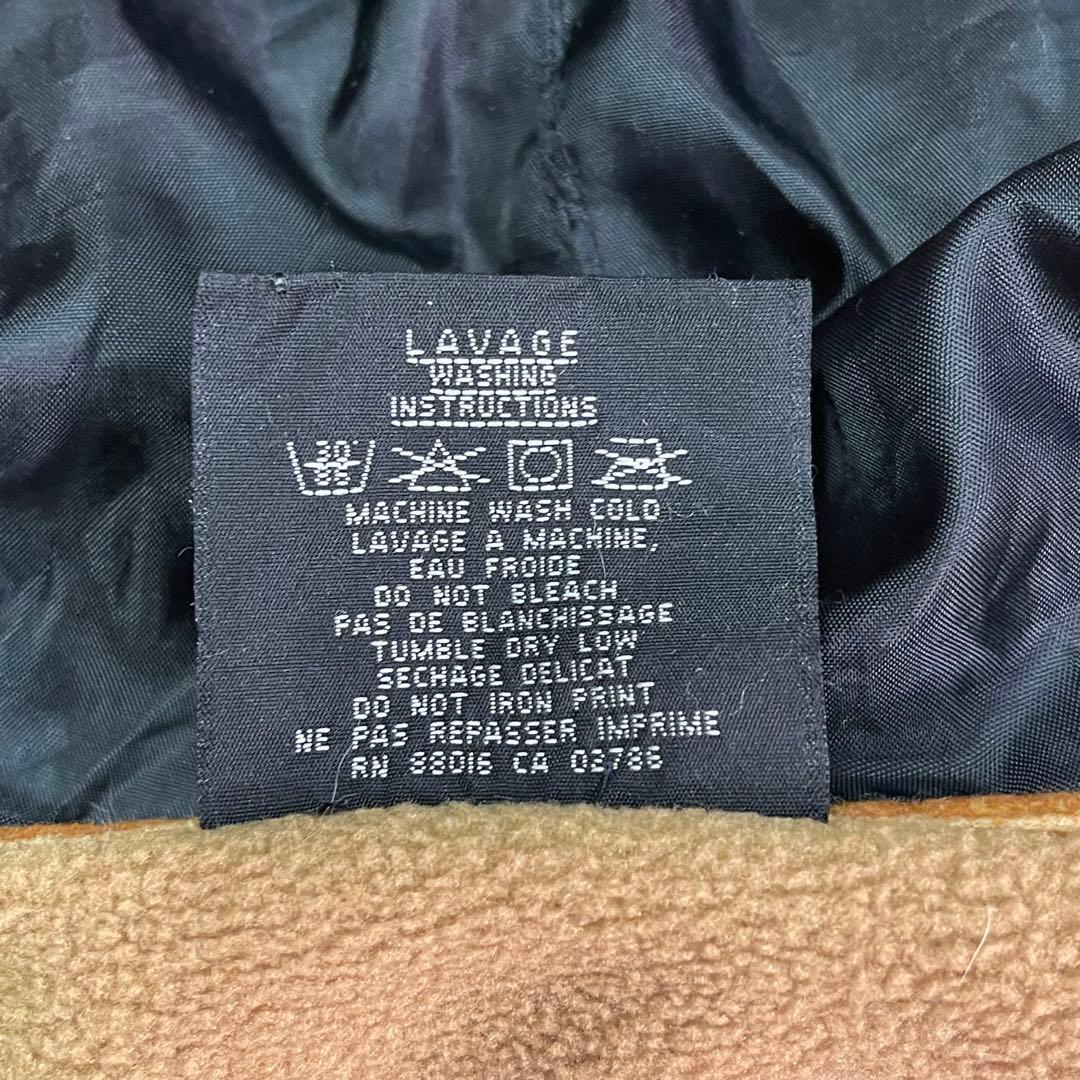 LAVAGE
WASHING
INSTRUCTIONS
30°
MACHINE WASH COLD
LAVAGE A MACHINE,
EAU FROIDE
DO NOT BLEACH
PAS DE BLANCHISSAGE
TUMBLE DRY LOW
SECHAGE DELICAT
DO NOT IRON PRINT
NE PAS REPASSER IMPRIME
RN 88016 CA 02786